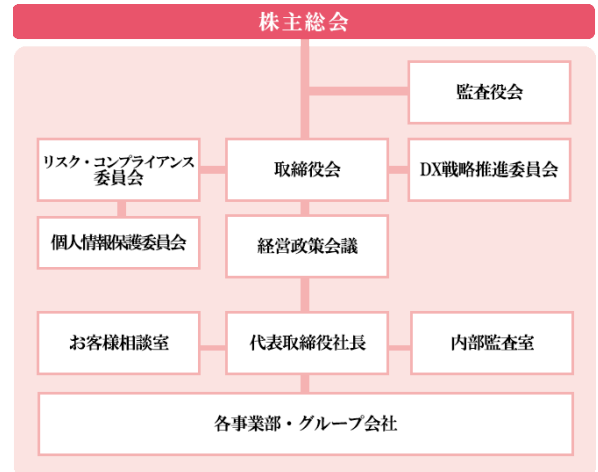 株主総会
監査役会
リスク・コンプライアンス
委員会
取締役会
DX戦略推進委員会
個人情報保護委員会
経営政策会議
お客様相談室
代表取締役社長
内部監査室
各事業部・グループ会社